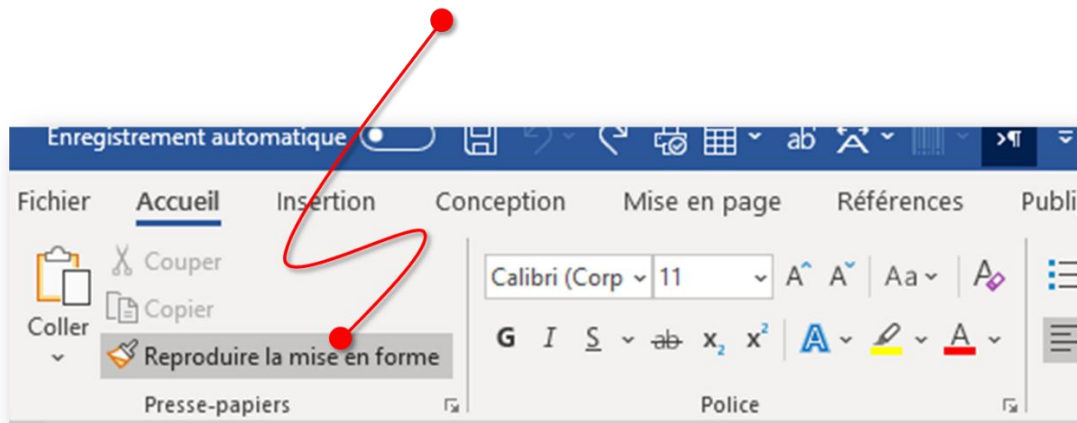 Enregistrement automatique ab
Fichier Accueil Insertion Conception Mise en page Références Publi
Couper
Calibri (Corp 11 A A Aa A
Copier
Coller
G I S ab x₂ x² A A
Reproduire la mise en forme
Presse-papiers Police